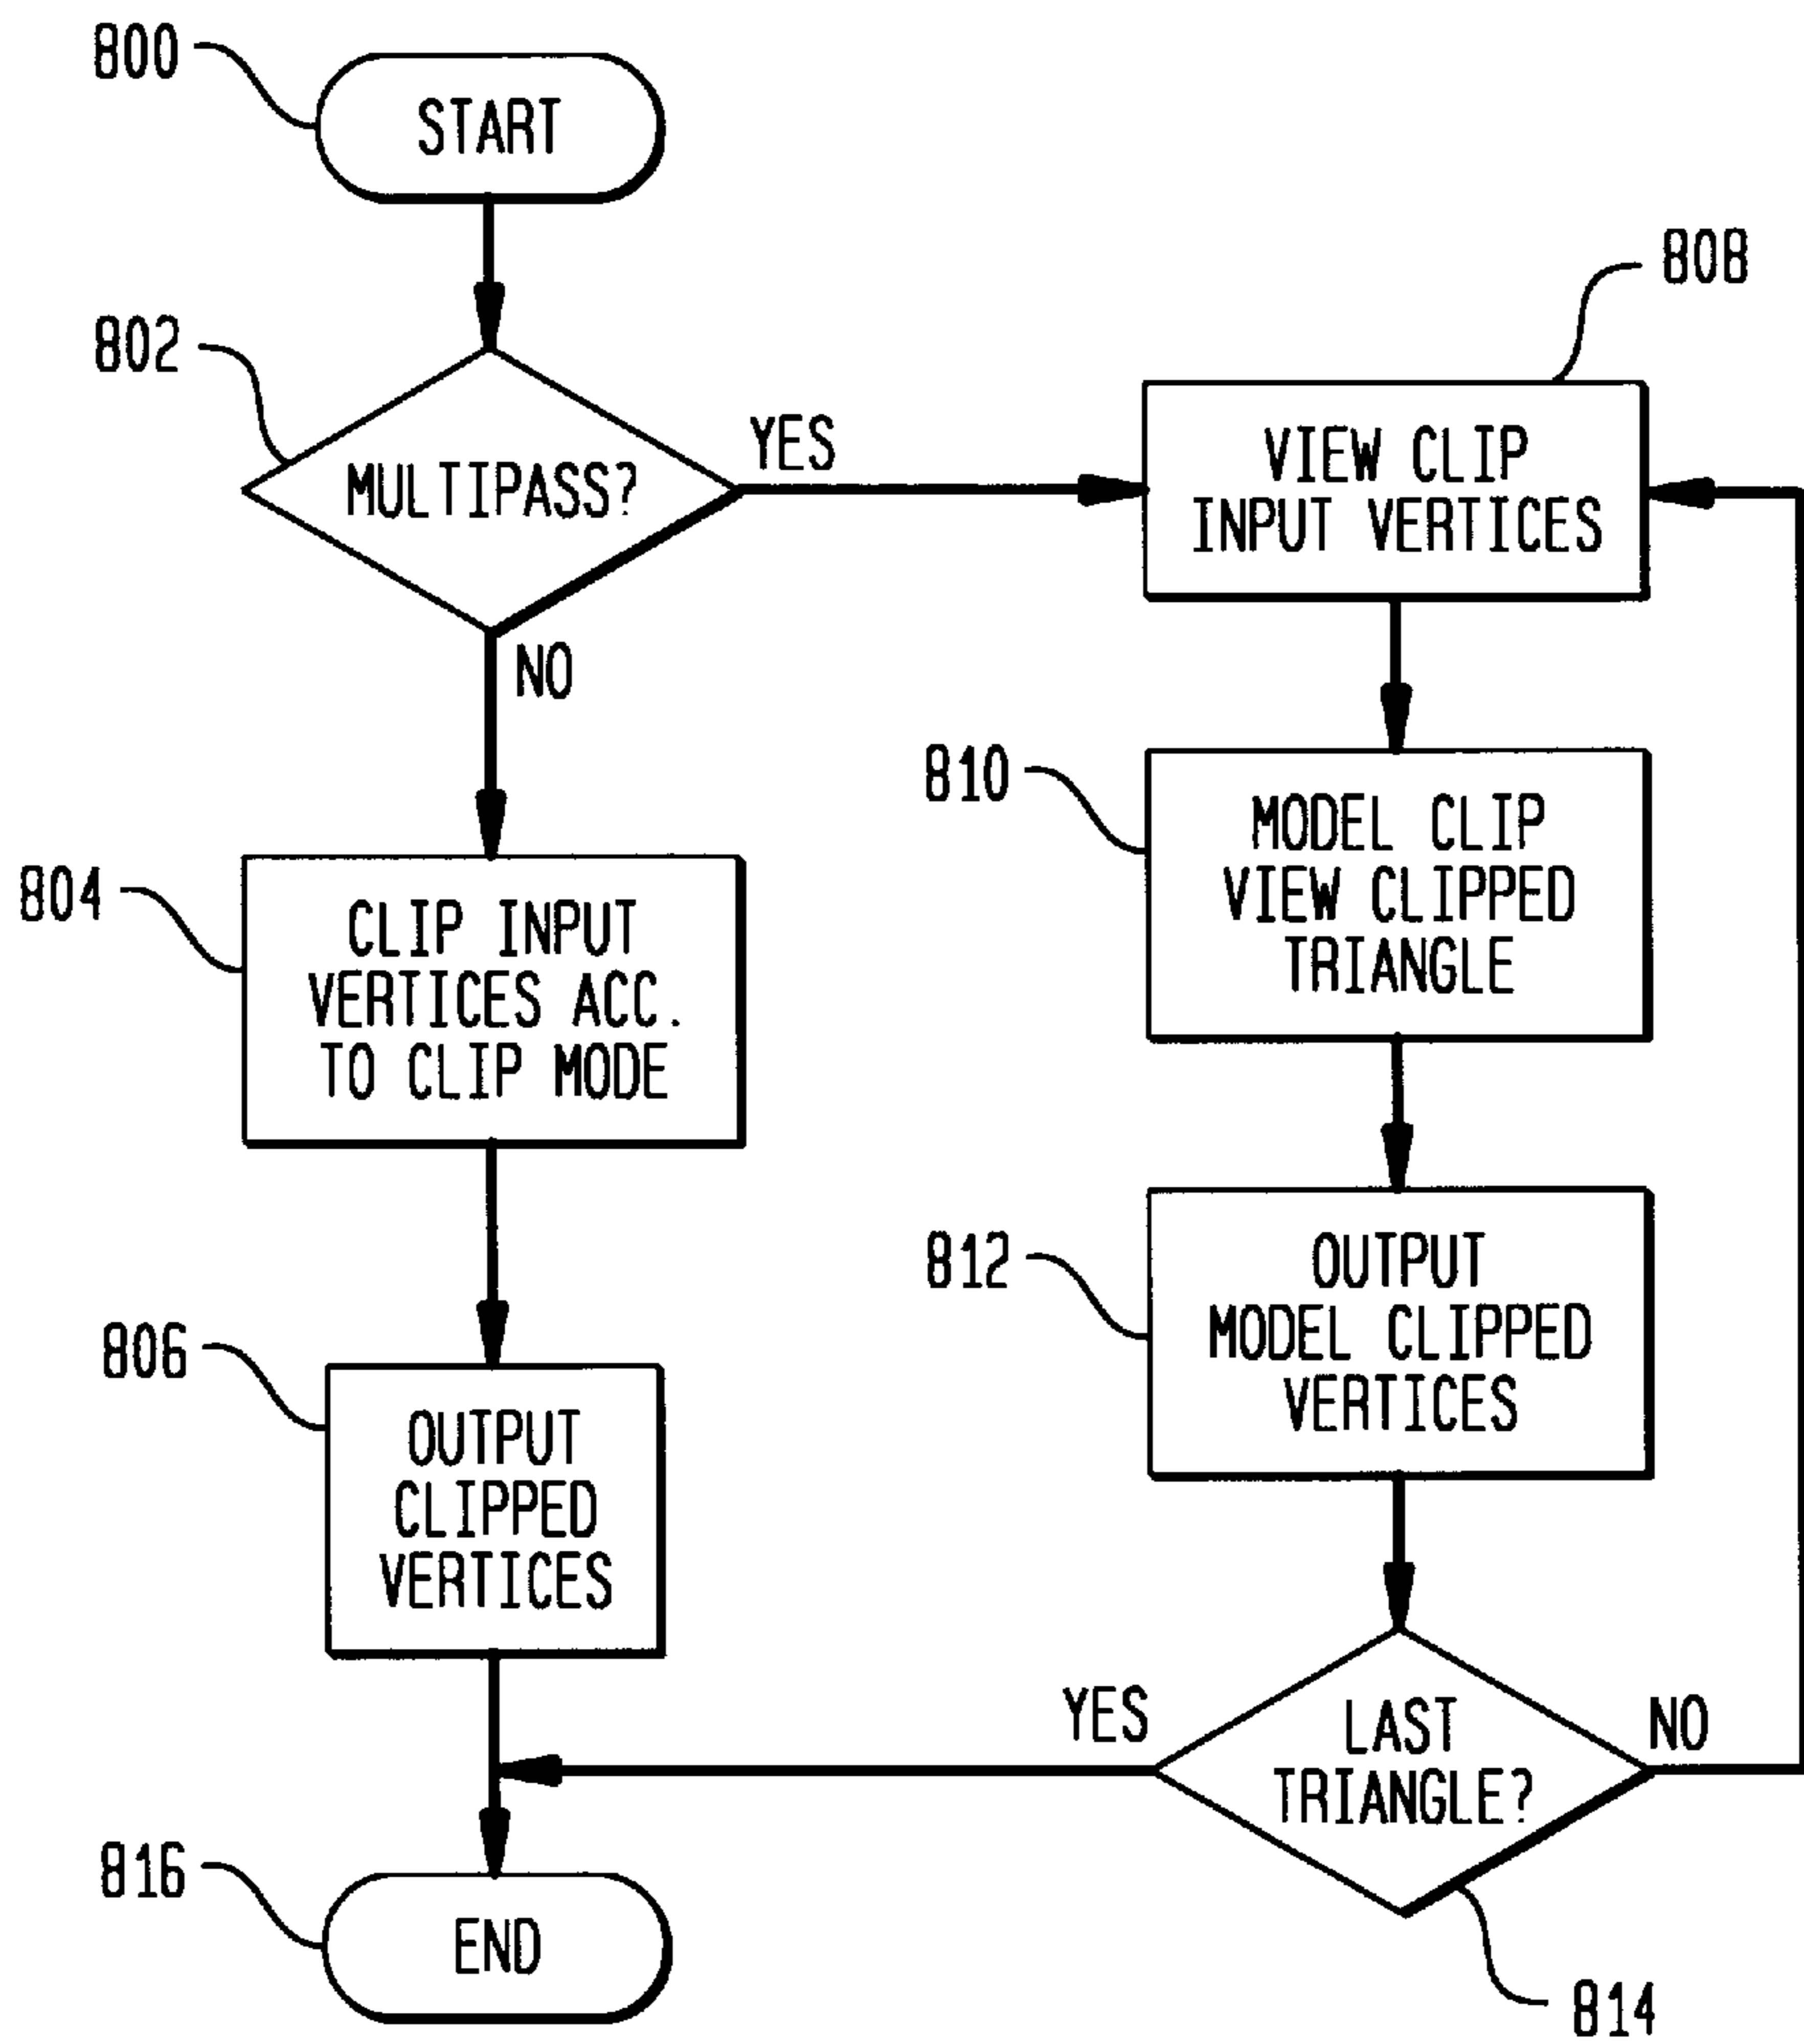 800
START
802
MULTIPASS?
YES
NO
804
CLIP INPUT
VERTICES ACC.
TO CLIP MODE
806
OUTPUT
CLIPPED
VERTICES
808
VIEW CLIP
INPUT VERTICES
810
MODEL CLIP
VIEW CLIPPED
TRIANGLE
812
OUTPUT
MODEL CLIPPED
VERTICES
YES
LAST
TRIANGLE?
NO
814
816
END